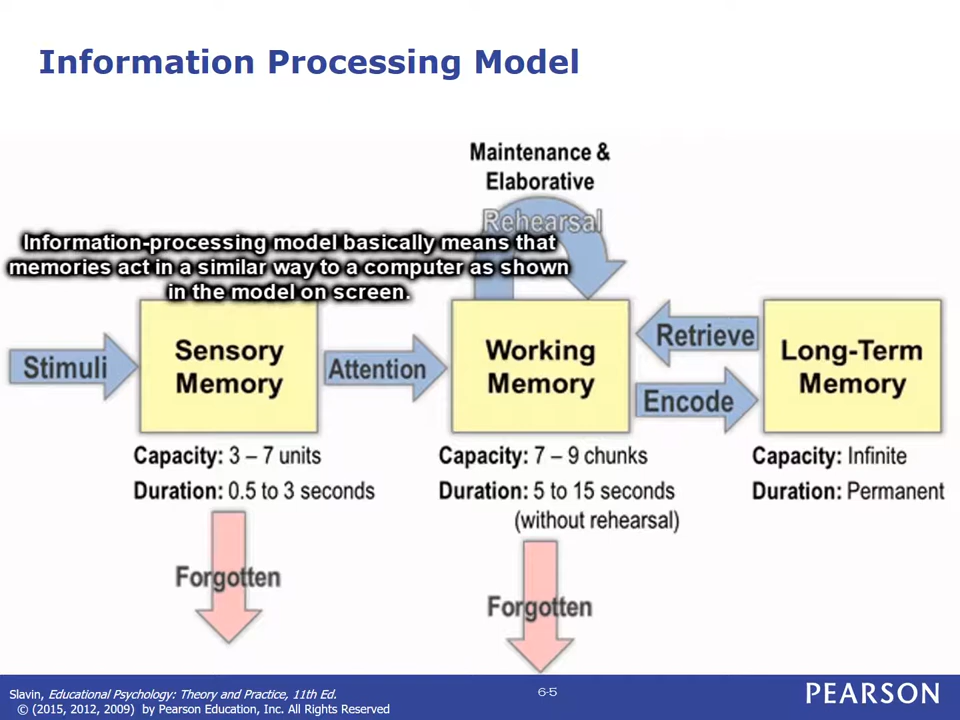 Information Processing Model
Maintenance &
Elaborative
Rehearsal
Information-processing model basically means that
memories act in a similar way to a computer as shown
in the model on screen.
Stimuli
Sensory
Memory
Attention
Working
Memory
Retrieve
Encode
Long-Term
Memory
Capacity: 3 – 7 units
Duration: 0.5 to 3 seconds
Capacity: 7 – 9 chunks
Duration: 5 to 15 seconds
(without rehearsal)
Capacity: Infinite
Duration: Permanent
Forgotten
Forgotten
Slavin, Educational Psychology: Theory and Practice, 11th Ed.
© (2015, 2012, 2009) by Pearson Education, Inc. All Rights Reserved
6-5
PEARSON